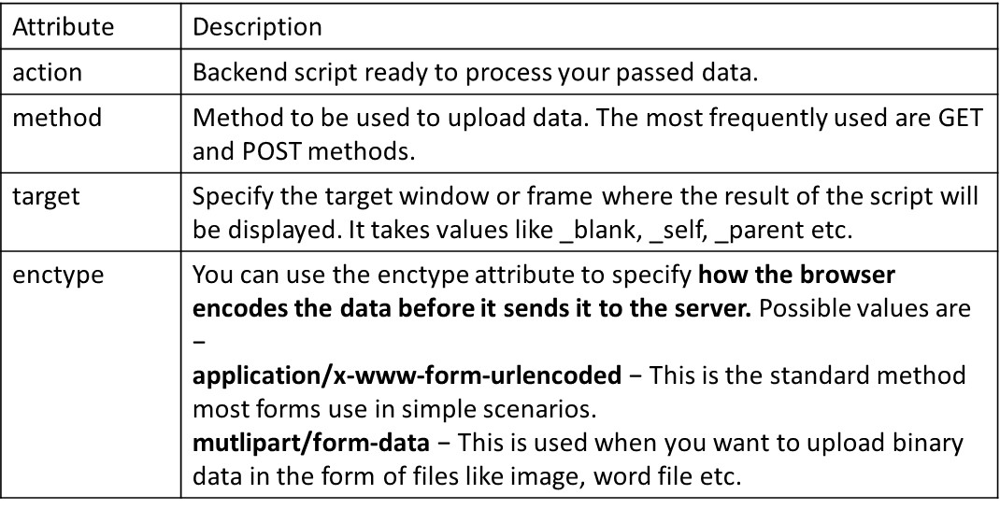 Attribute Description
action Backend script ready to process your passed data.
method Method to be used to upload data. The most frequently used are GET
and POST methods.
target Specify the target window or frame where the result of the script will
be displayed. It takes values like _blank, _self, _parent etc.
enctype You can use the enctype attribute to specify how the browser
encodes the data before it sends it to the server. Possible values are
−
application/x-www-form-urlencoded − This is the standard method
most forms use in simple scenarios.
mutlipart/form-data − This is used when you want to upload binary
data in the form of files like image, word file etc.